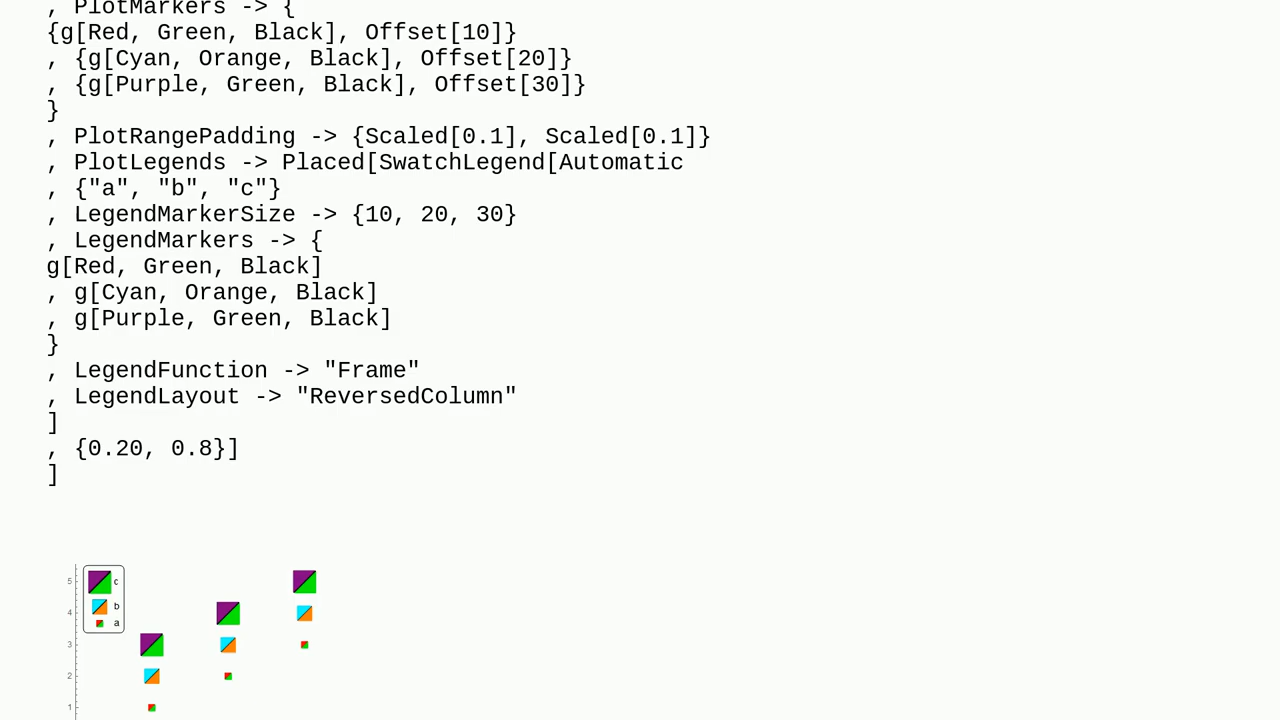 , PlotMarkers -> {
{g[Red, Green, Black], Offset[10]}
, {g[Cyan, Orange, Black], Offset[20]}
, {g[Purple, Green, Black], Offset[30]}
}
, PlotRangePadding -> {Scaled[0.1], Scaled[0.1]}
, PlotLegends -> Placed[SwatchLegend[Automatic
, {"a", "b", "c"}
, LegendMarkerSize -> {10, 20, 30}
, LegendMarkers -> {
g[Red, Green, Black]
, g[Cyan, Orange, Black]
, g[Purple, Green, Black]
}
, LegendFunction -> "Frame"
, LegendLayout -> "ReversedColumn"
]
, {0.20, 0.8}]
]
5
c
b
4
a
3
2
1